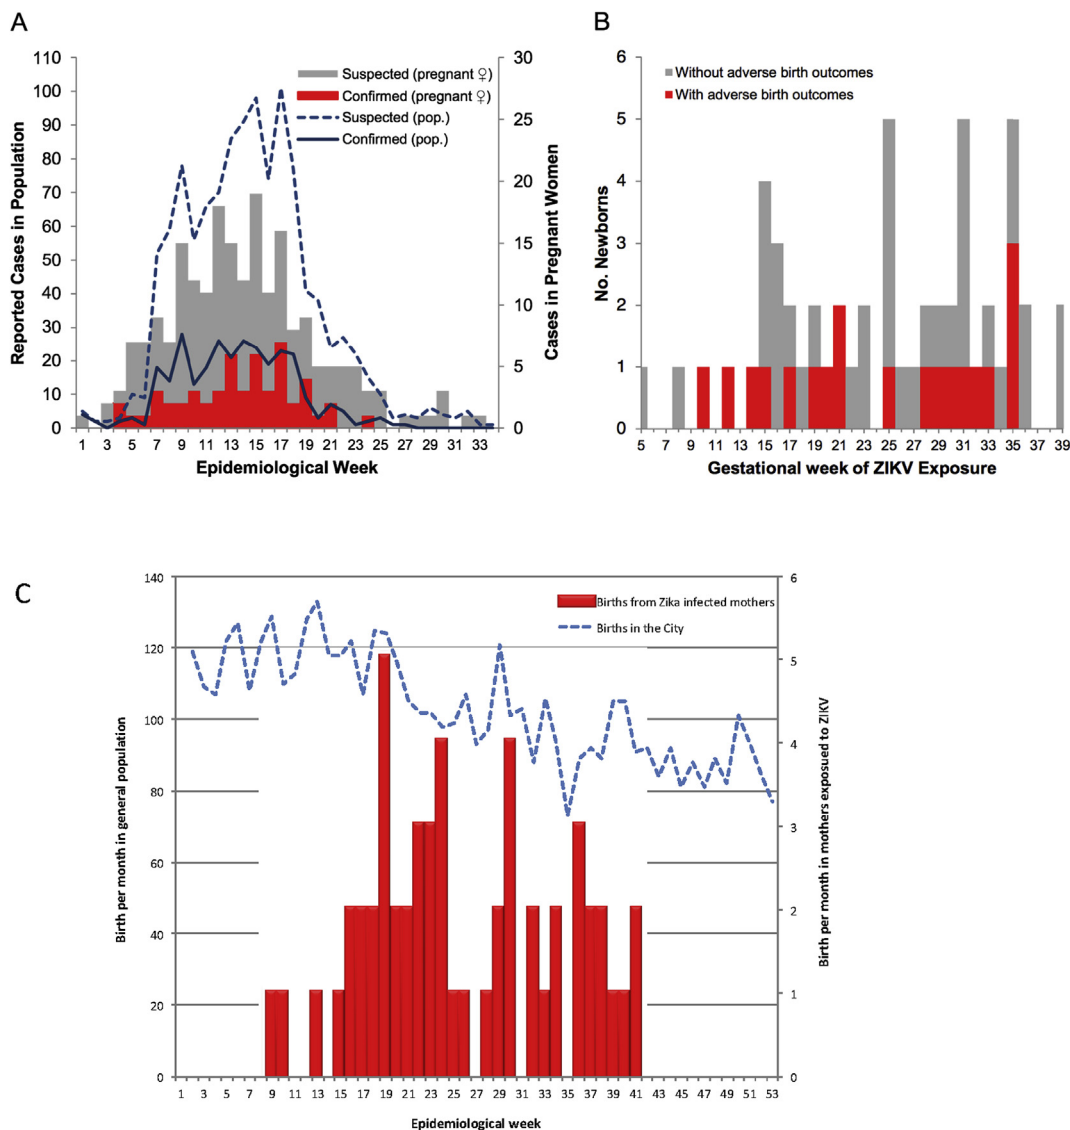 A
110
100
90
80
70
60
50
40
30
20
10
0
Reported Cases in Population
Suspected (pregnant ♀)
Confirmed (pregnant ♀)
Suspected (pop.)
Confirmed (pop.)
30
25
20
15
10
5
0
Cases in Pregnant Women
1 3 5 7 9 11 13 15 17 19 21 23 25 27 29 31 33
Epidemiological Week
B
6
5
4
3
2
1
0
No. Newborns
Without adverse birth outcomes
With adverse birth outcomes
5 7 9 11 13 15 17 19 21 23 25 27 29 31 33 35 37 39
Gestational week of ZIKV Exposure
C
140
120
100
80
60
40
20
0
Birth per month in general population
Births from Zika infected mothers
Births in the City
6
5
4
3
2
1
0
Birth per month in mothers exposued to ZIKV
1 3 5 7 9 11 13 15 17 19 21 23 25 27 29 31 33 35 37 39 41 43 45 47 49 51 53
Epidemiological week